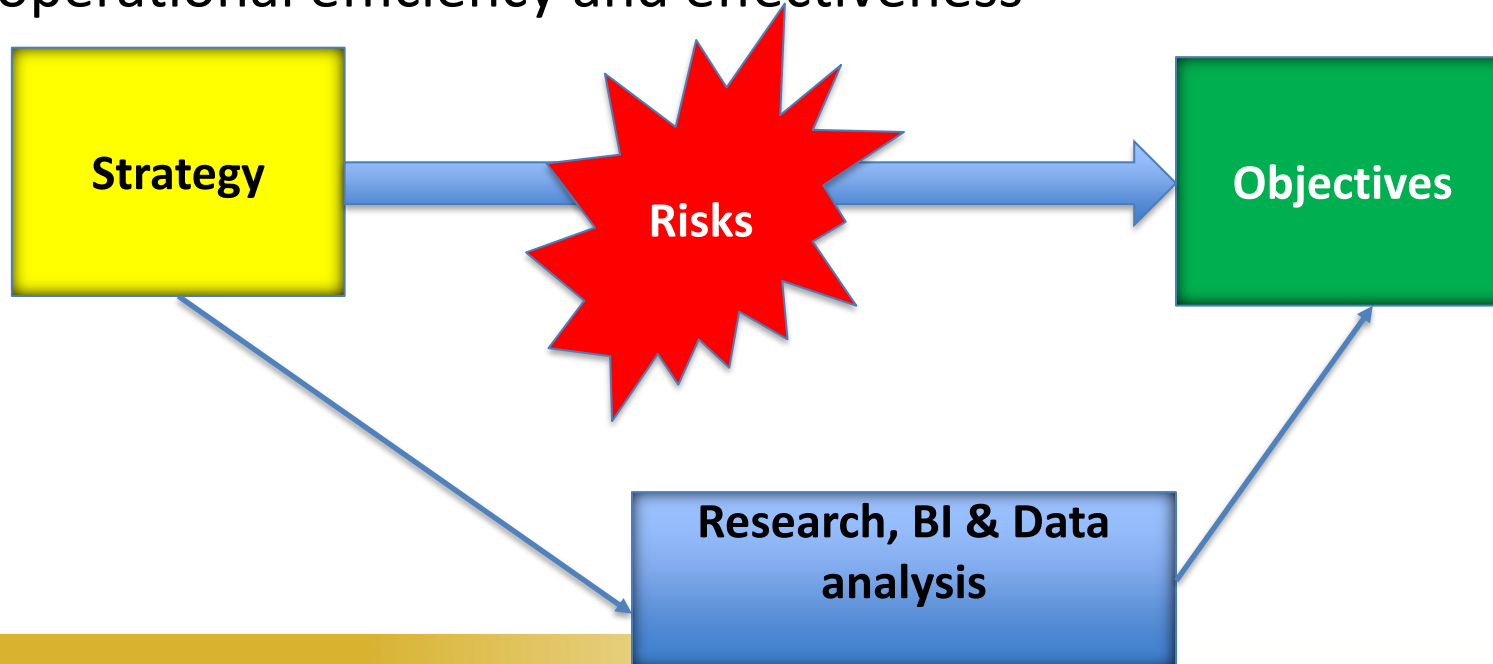 operational efficiency and effectiveness
Strategy
Risks
Objectives
Research, BI & Data
analysis